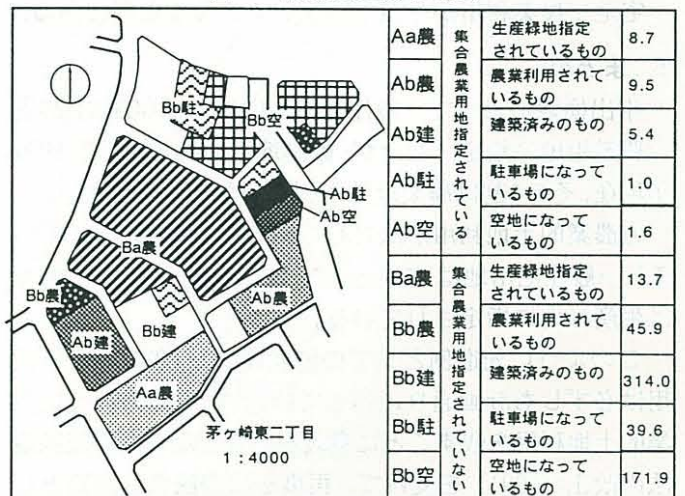 Bb駐
Bb空
Ab駐
Ab空
Ba農
Ab農
Bb農
Ab建
Bb建
Aa農
茅ヶ崎東二丁目
1:4000
集合農業用地指定されている
Aa農 生産緑地指定されているもの 8.7
Ab農 農業利用されているもの 9.5
Ab建 建築済みのもの 5.4
Ab駐 駐車場になっているもの 1.0
Ab空 空地になっているもの 1.6
集合農業用地指定されていない
Ba農 生産緑地指定されているもの 13.7
Bb農 農業利用されているもの 45.9
Bb建 建築済みのもの 314.0
Bb駐 駐車場になっているもの 39.6
Bb空 空地になっているもの 171.9